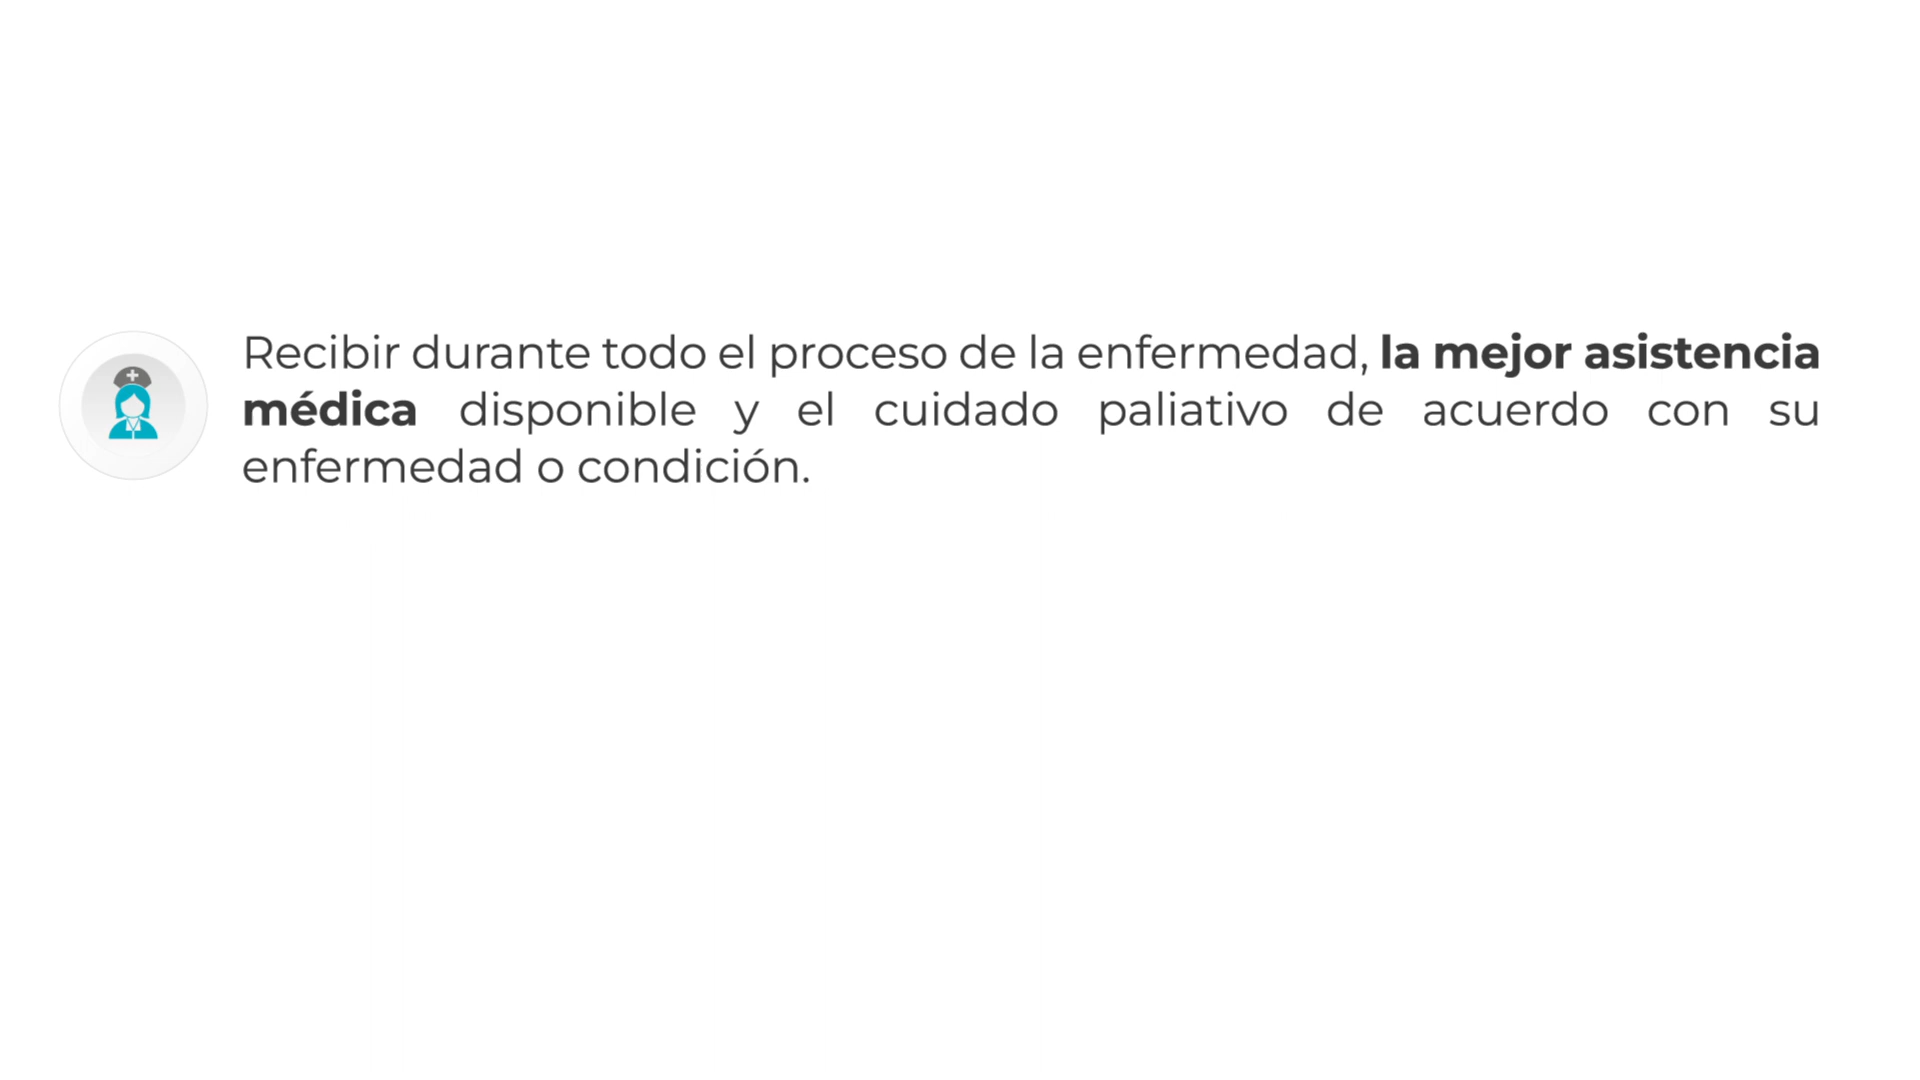 Recibir durante todo el proceso de la enfermedad, la mejor asistencia
médica disponible y el cuidado paliativo de acuerdo con su
enfermedad o condición.